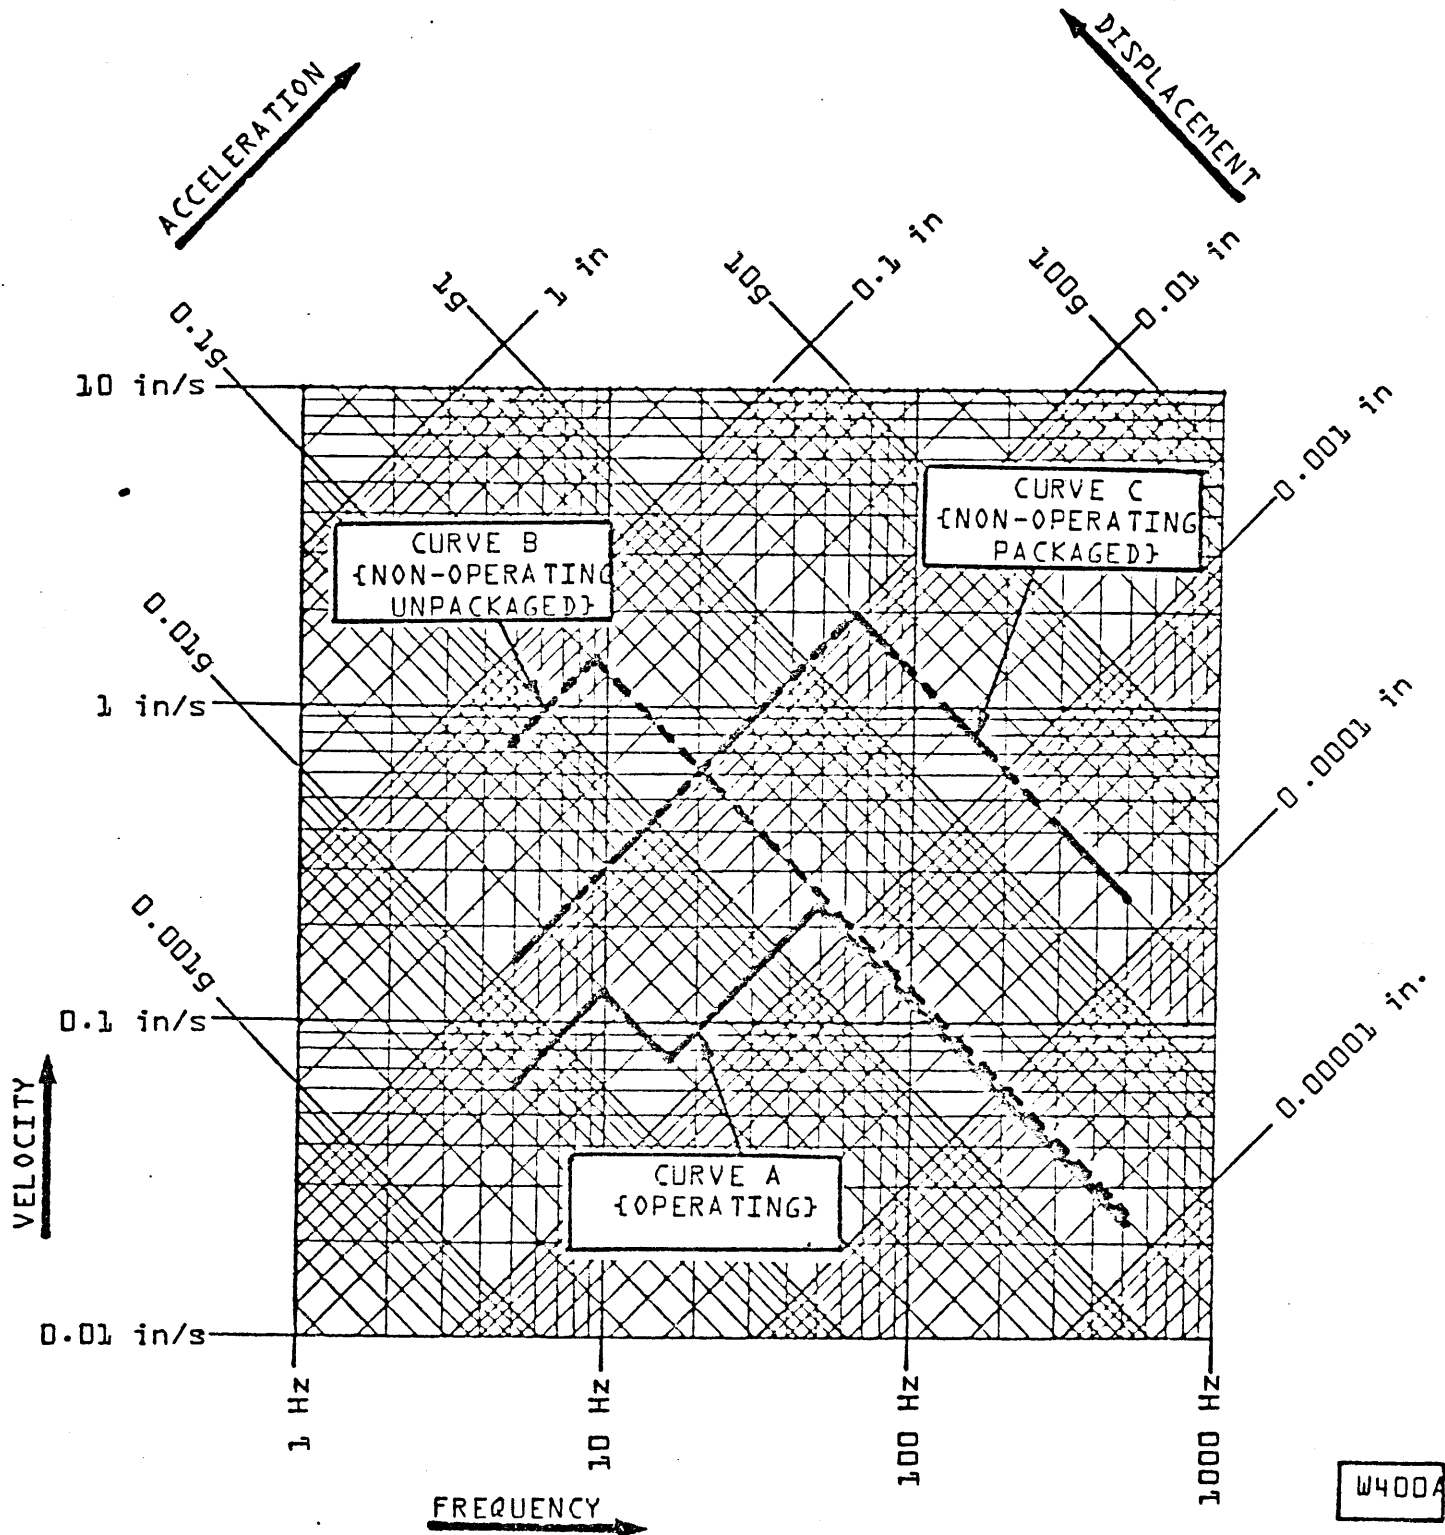 ACCELERATION
DISPLACEMENT
0.1g
1g
1 in
10g
0.1 in
100g
0.01 in
10 in/s
0.001 in
CURVE C
{NON-OPERATING
PACKAGED}
CURVE B
{NON-OPERATING
UNPACKAGED}
0.01g
1 in/s
0.0001 in
0.001g
0.1 in/s
0.00001 in.
VELOCITY
CURVE A
{OPERATING}
0.01 in/s
1 Hz
10 Hz
100 Hz
1000 Hz
FREQUENCY
W400A